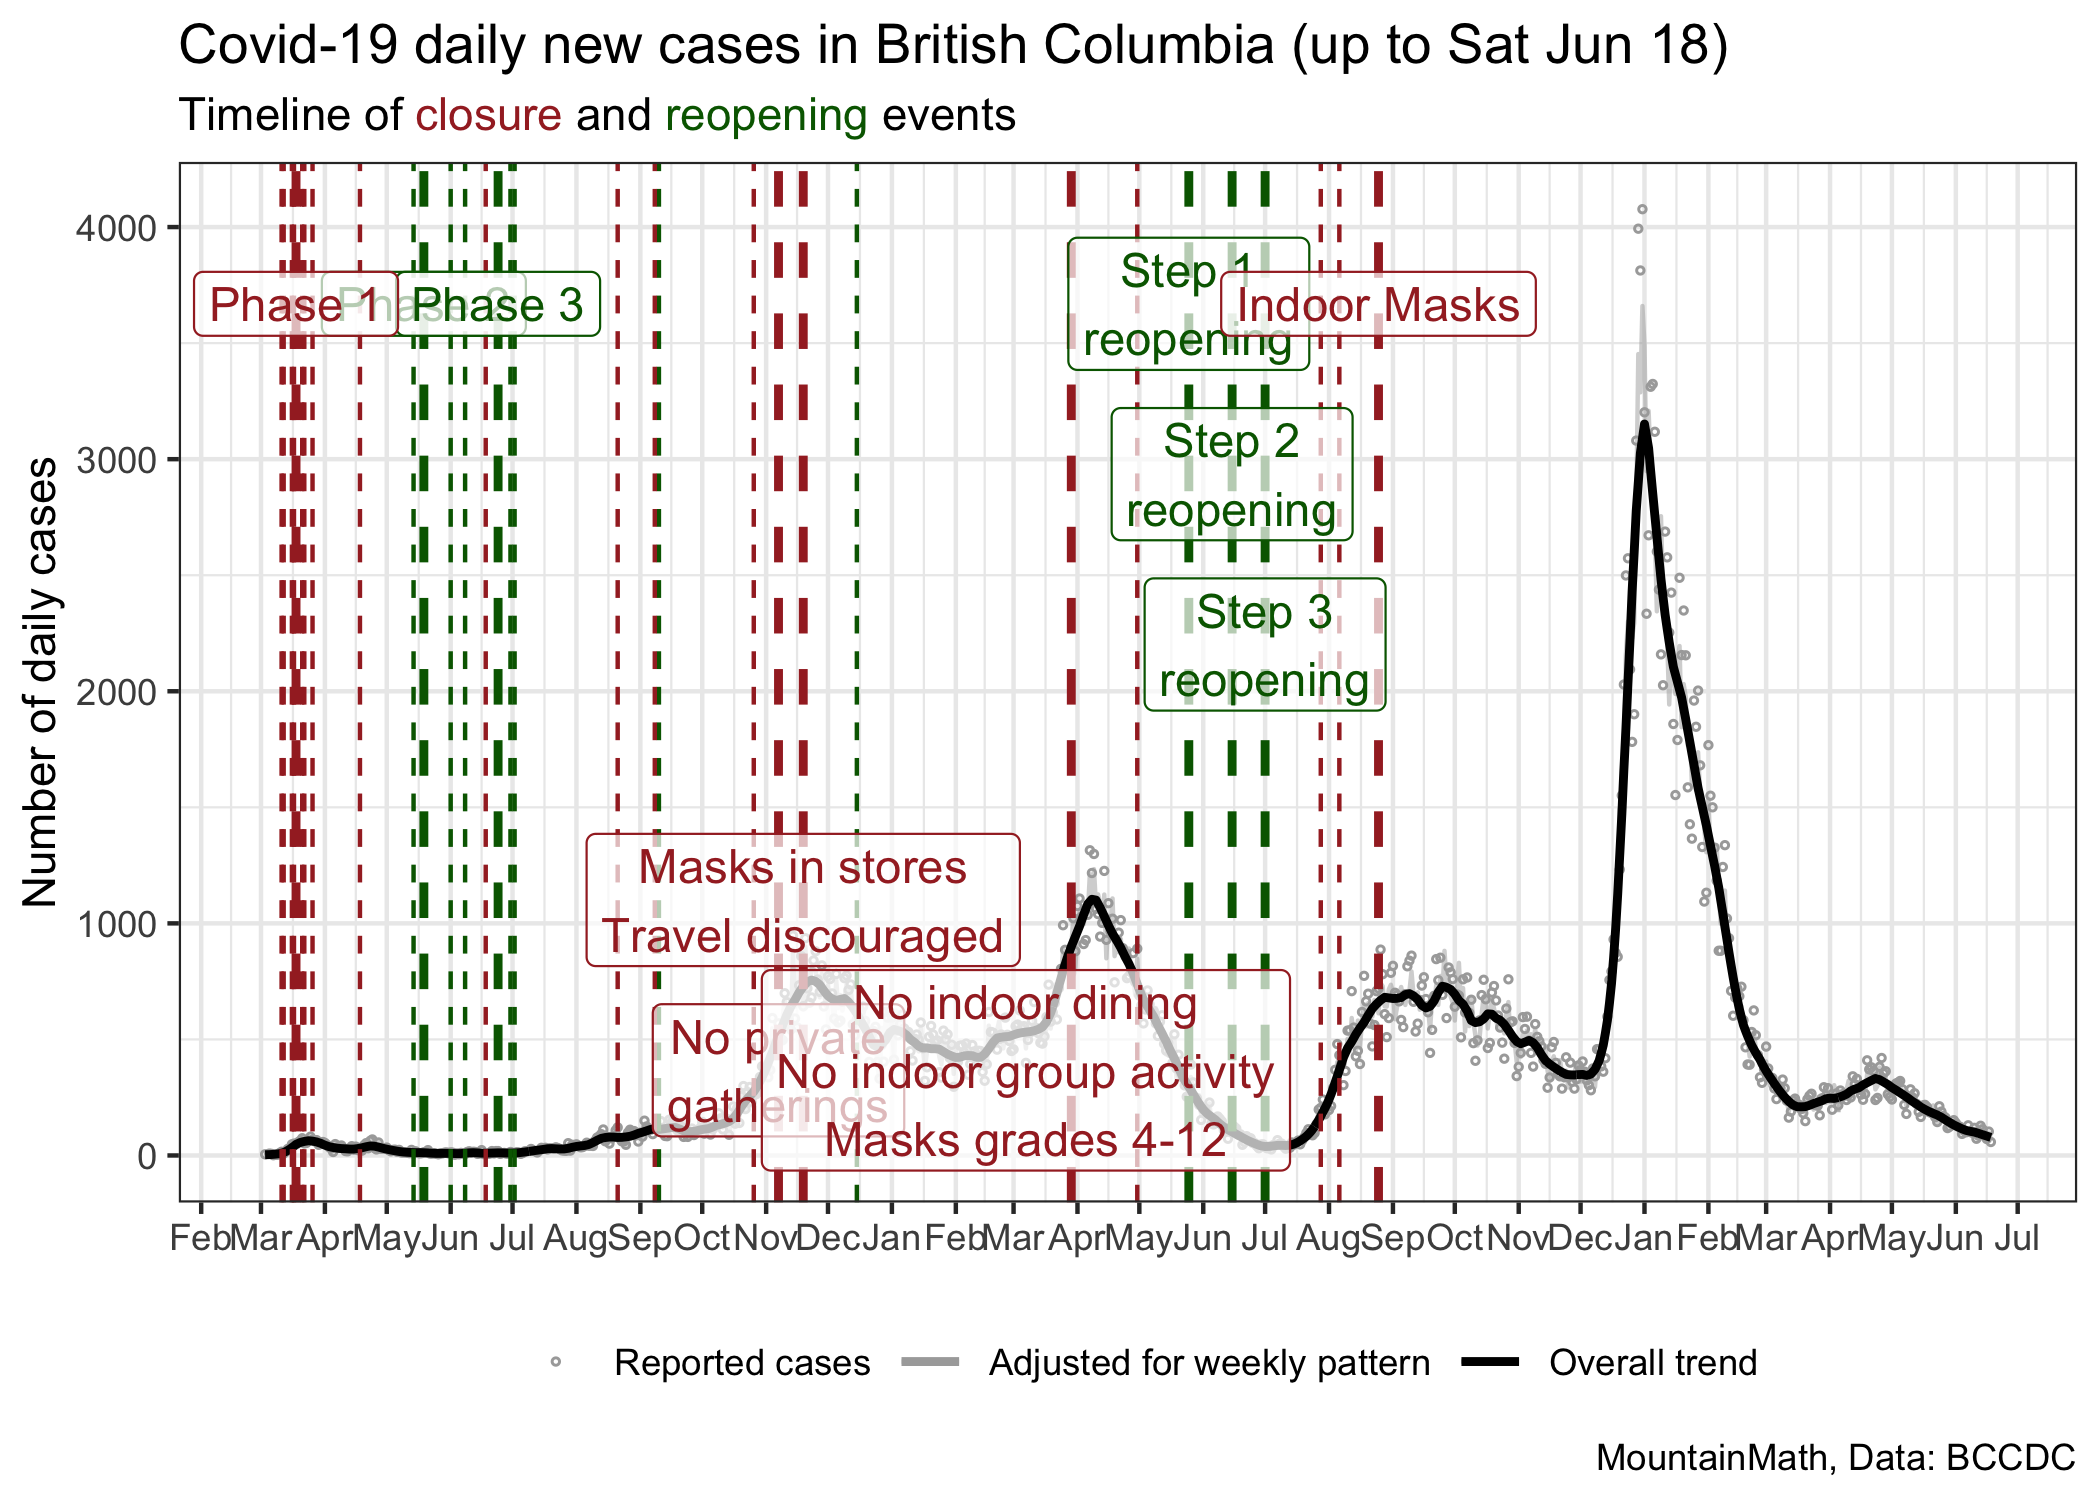 Covid-19 daily new cases in British Columbia (up to Sat Jun 18)
Timeline of closure and reopening events
Number of daily cases
4000
3000
2000
1000
0
Phase 1
Phase 2
Phase 3
Step 1
reopening
Indoor Masks
Step 2
reopening
Step 3
reopening
Masks in stores
Travel discouraged
No private
gatherings
No indoor dining
No indoor group activity
Masks grades 4-12
Feb Mar Apr May Jun Jul Aug Sep Oct Nov Dec Jan Feb Mar Apr May Jun Jul Aug Sep Oct Nov Dec Jan Feb Mar Apr May Jun Jul
Reported cases Adjusted for weekly pattern Overall trend
MountainMath, Data: BCCDC